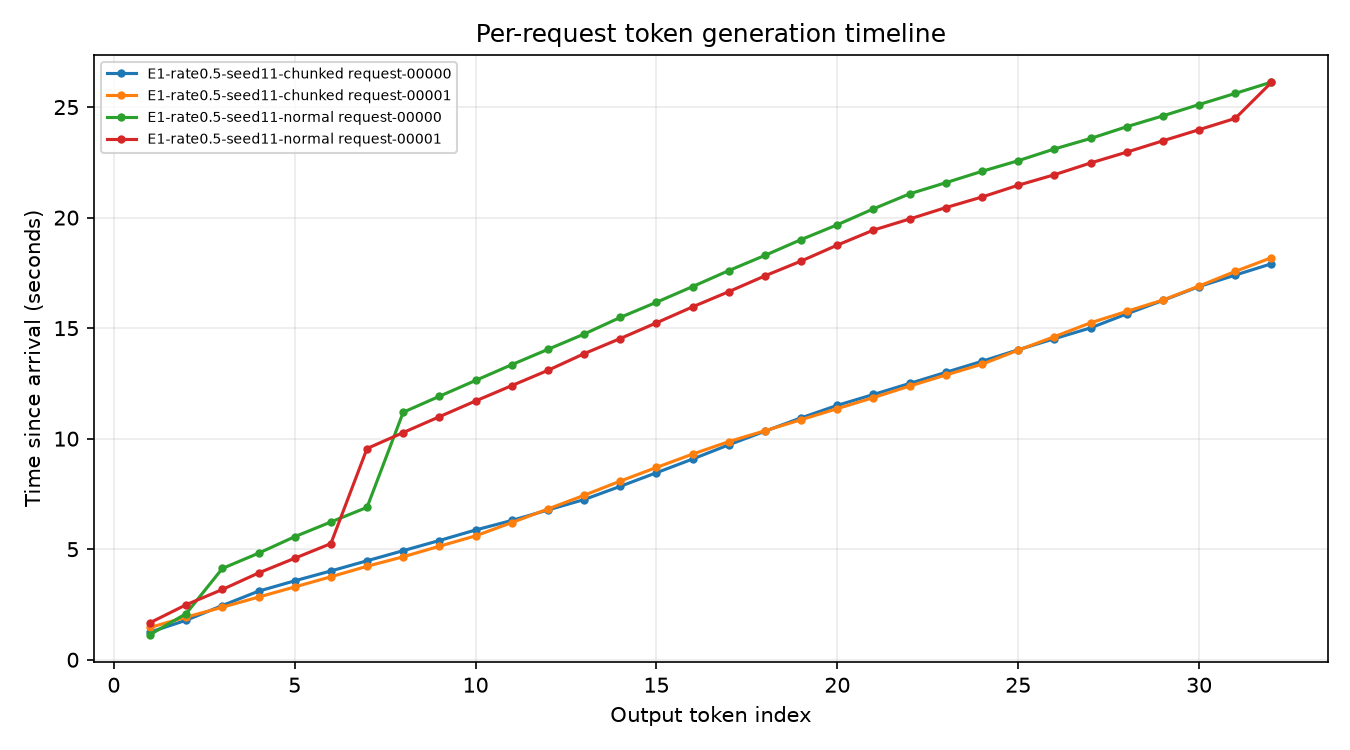 Per-request token generation timeline
E1-rate0.5-seed11-chunked request-00000
E1-rate0.5-seed11-chunked request-00001
E1-rate0.5-seed11-normal request-00000
E1-rate0.5-seed11-normal request-00001
Time since arrival (seconds)
25
20
15
10
5
0
0 5 10 15 20 25 30
Output token index